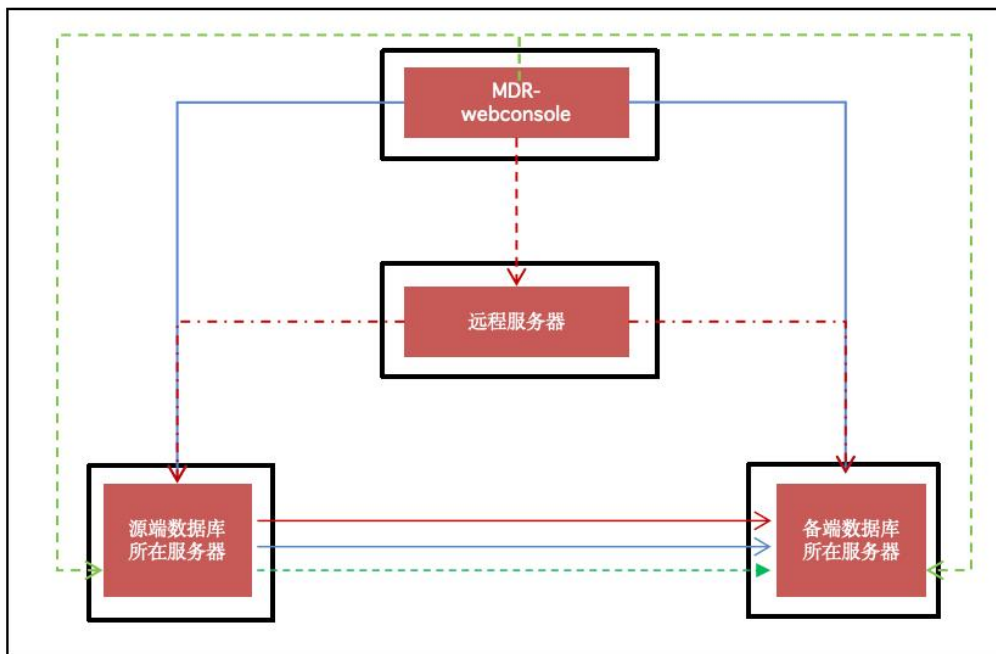 MDR-
webconsole
远程服务器
源端数据库
所在服务器
备端数据库
所在服务器